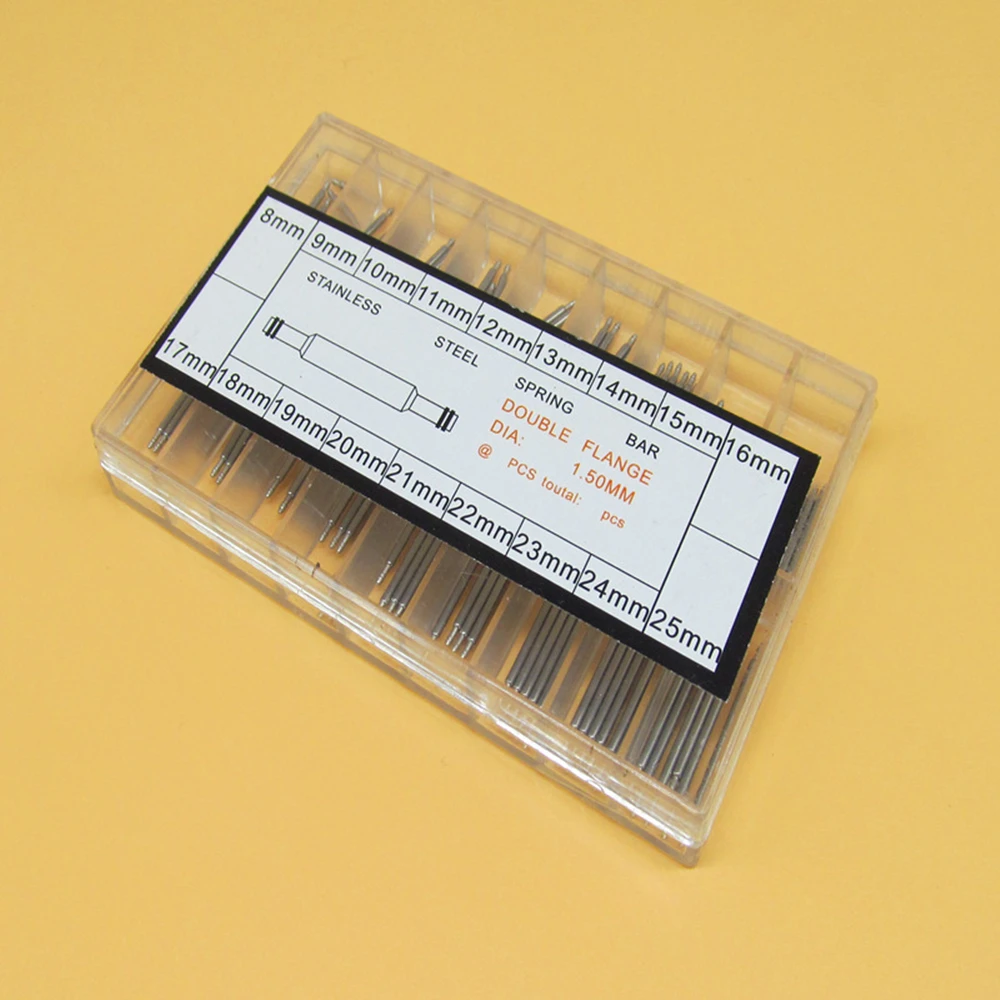 8mm 9mm 10mm 11mm 12mm 13mm 14mm 15mm 16mm
STAINLESS STEEL SPRING BAR
DOUBLE FLANGE
DIA: 1.50MM
@ PCS toutal: pcs
17mm 18mm 19mm 20mm 21mm 22mm 23mm 24mm 25mm